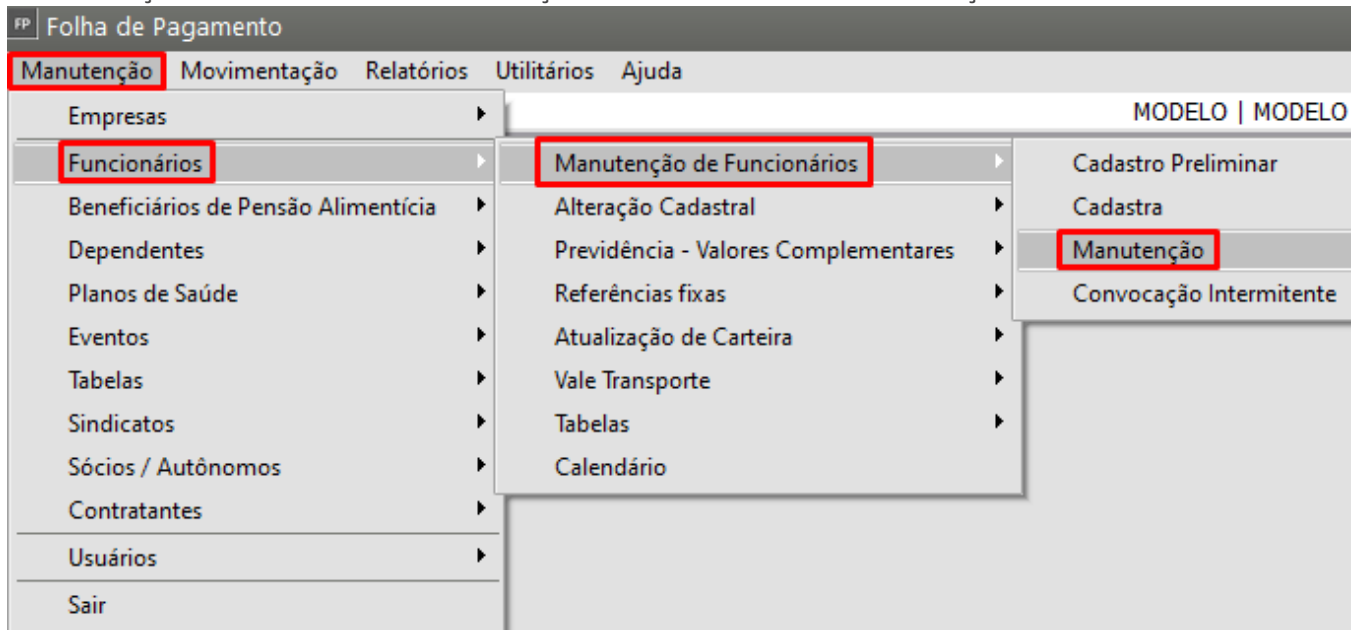 FP Folha de Pagamento
Manutenção Movimentação Relatórios Utilitários Ajuda
Empresas
MODELO | MODELO
Funcionários
Manutenção de Funcionários
Cadastro Preliminar
Beneficiários de Pensão Alimentícia
Alteração Cadastral
Cadastra
Dependentes
Previdência - Valores Complementares
Manutenção
Planos de Saúde
Referências fixas
Convocação Intermitente
Eventos
Atualização de Carteira
Tabelas
Vale Transporte
Sindicatos
Tabelas
Sócios / Autônomos
Calendário
Contratantes
Usuários
Sair